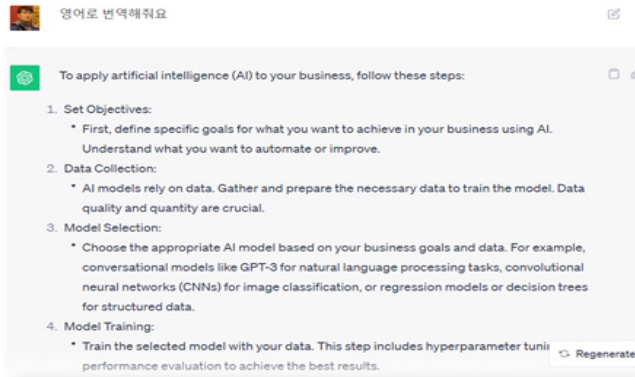 영어로 번역해줘요
To apply artificial intelligence (AI) to your business, follow these steps:
1. Set Objectives:
• First, define specific goals for what you want to achieve in your business using AI.
Understand what you want to automate or improve.
2. Data Collection:
• AI models rely on data. Gather and prepare the necessary data to train the model. Data
quality and quantity are crucial.
3. Model Selection:
• Choose the appropriate AI model based on your business goals and data. For example,
conversational models like GPT-3 for natural language processing tasks, convolutional
neural networks (CNNs) for image classification, or regression models or decision trees
for structured data.
4. Model Training:
• Train the selected model with your data. This step includes hyperparameter
Regenerate
performance evaluation to achieve the best results.